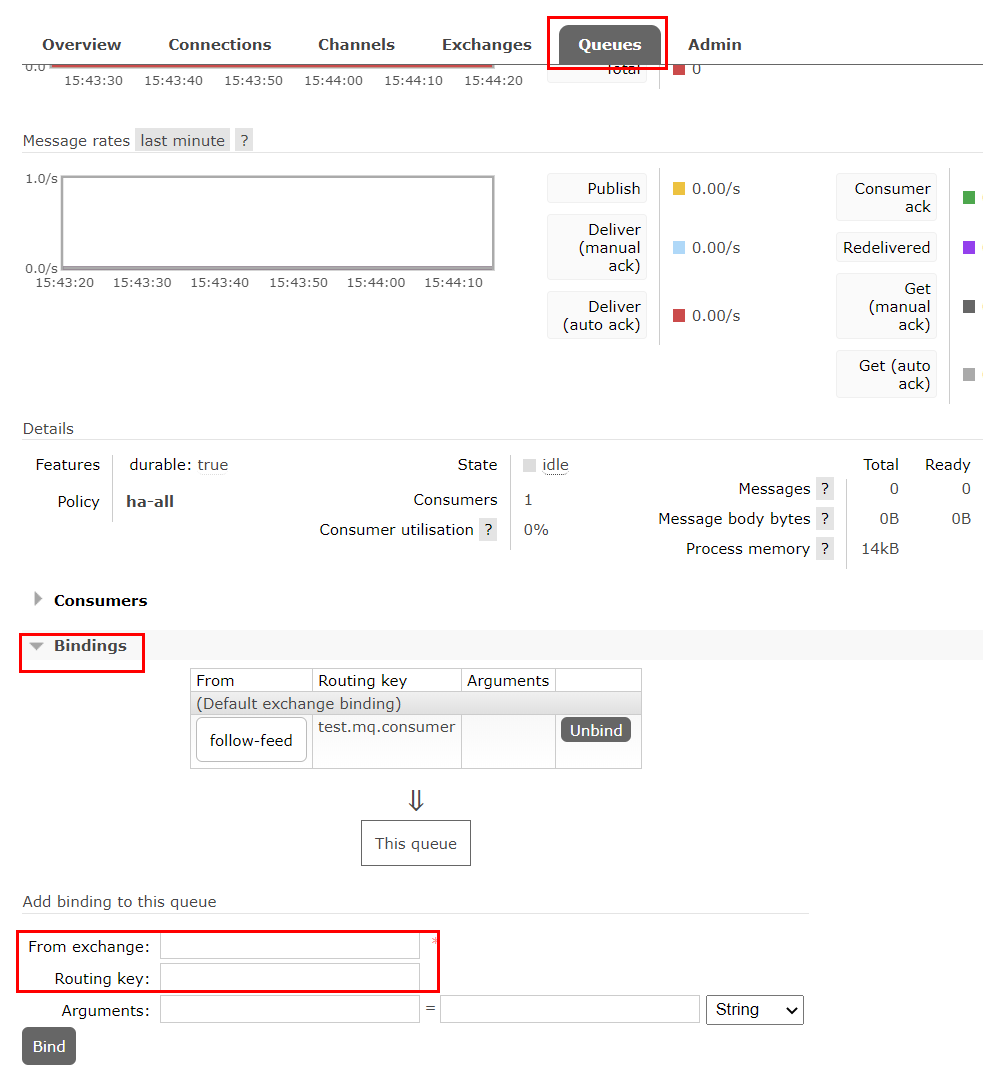 Overview Connections Channels Exchanges Queues Admin
0.0
15:43:30 15:43:40 15:43:50 15:44:00 15:44:10 15:44:20
Total 0
Message rates last minute ?
1.0/s
0.0/s
15:43:20 15:43:30 15:43:40 15:43:50 15:44:00 15:44:10
Publish 0.00/s
Deliver
(manual
ack) 0.00/s
Deliver
(auto ack) 0.00/s
Consumer
ack
Redelivered
Get
(manual
ack)
Get (auto
ack)
Details
Features durable: true
Policy ha-all
State idle
Consumers 1
Consumer utilisation ? 0%
Total Ready
Messages ? 0 0
Message body bytes ? 0B 0B
Process memory ? 14kB
Consumers
Bindings
From Routing key Arguments
(Default exchange binding)
follow-feed test.mq.consumer Unbind
⇓
This queue
Add binding to this queue
From exchange: *
Routing key:
Arguments: = String
Bind